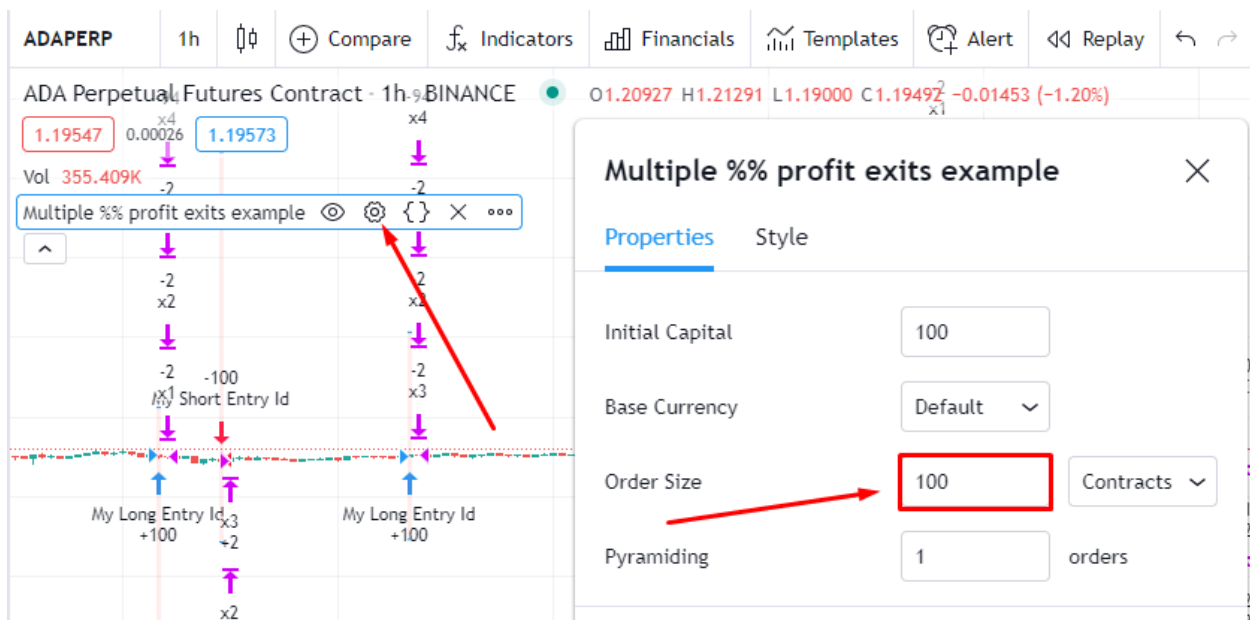 ADAPERP 1h Compare Indicators Financials Templates Alert Replay
ADA Perpetual Futures Contract · 1h · BINANCE O1.20927 H1.21291 L1.19000 C1.19497 −0.01453 (−1.20%)
-94
x4
x4
-2
x1
1.19547 0.00026 1.19573
Vol 355.409K
-2
-2
Multiple %% profit exits example
-2
x2
-2
x2
-2
x1
-2
x3
-100
My Short Entry Id
My Long Entry Id
+100
My Long Entry Id
+100
x3
+2
x2
Multiple %% profit exits example
Properties Style
Initial Capital 100
Base Currency Default
Order Size 100 Contracts
Pyramiding 1 orders